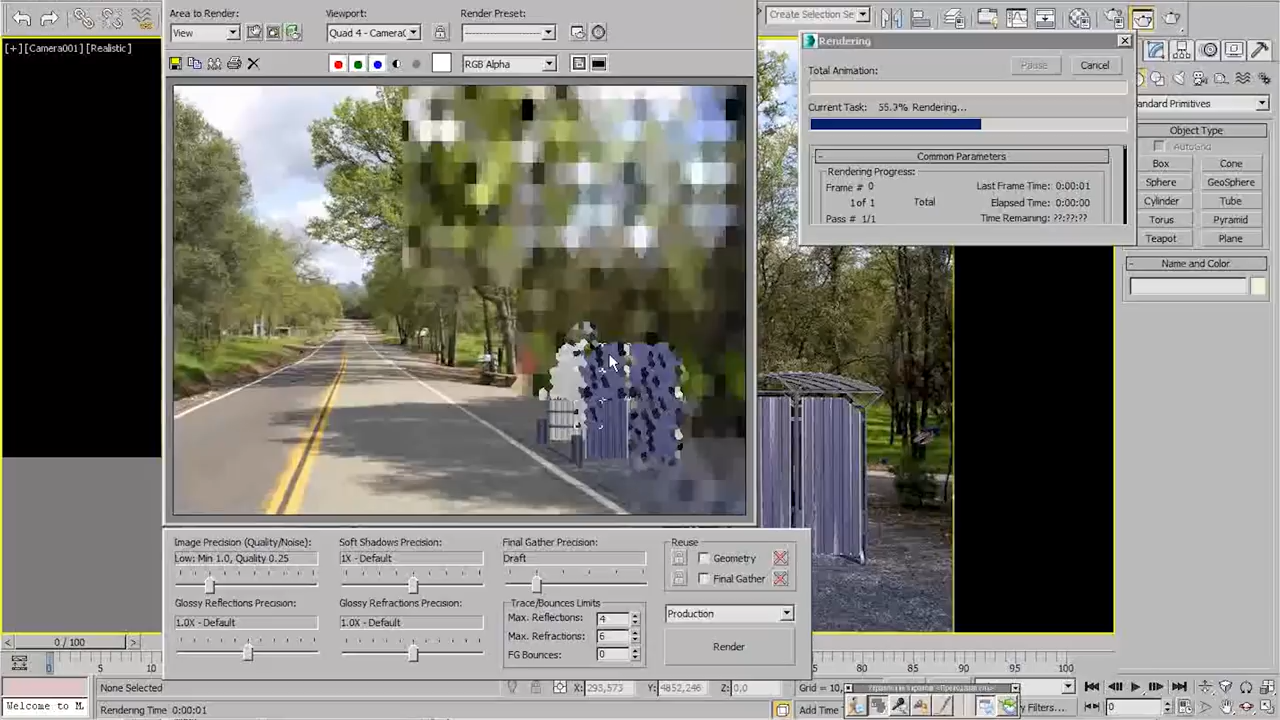 Area to Render:
Viewport:
Render Preset:
View
Quad 4 - Camera
RGB Alpha
[+][Camera001][Realistic]
Create Selection Se
Rendering
Total Animation:
Pause
Cancel
Current Task: 55.3% Rendering...
Common Parameters
Rendering Progress:
Frame # 0
Last Frame Time: 0:00:01
1 of 1
Total
Elapsed Time: 0:00:00
Pass # 1/1
Time Remaining: ??:??:??
andard Primitives
Object Type
AutoGrid
Box
Cone
Sphere
GeoSphere
Cylinder
Tube
Torus
Pyramid
Teapot
Plane
Name and Color
Image Precision (Quality/Noise):
Low: Min 1.0, Quality 0.25
Soft Shadows Precision:
1X - Default
Final Gather Precision:
Draft
Glossy Reflections Precision:
1.0X - Default
Glossy Refractions Precision:
1.0X - Default
Trace/Bounces Limits
Max. Reflections: 4
Max. Refractions: 6
FG Bounces: 0
Reuse
Geometry
Final Gather
Production
Render
0 / 100
0
5
10
75
80
85
90
95
100
None Selected
X: 293,573
Y: 4852,246
Z: 0,0
Grid = 10,
Welcome to M
Rendering Time 0:00:01
Add Time
y Filters...
0